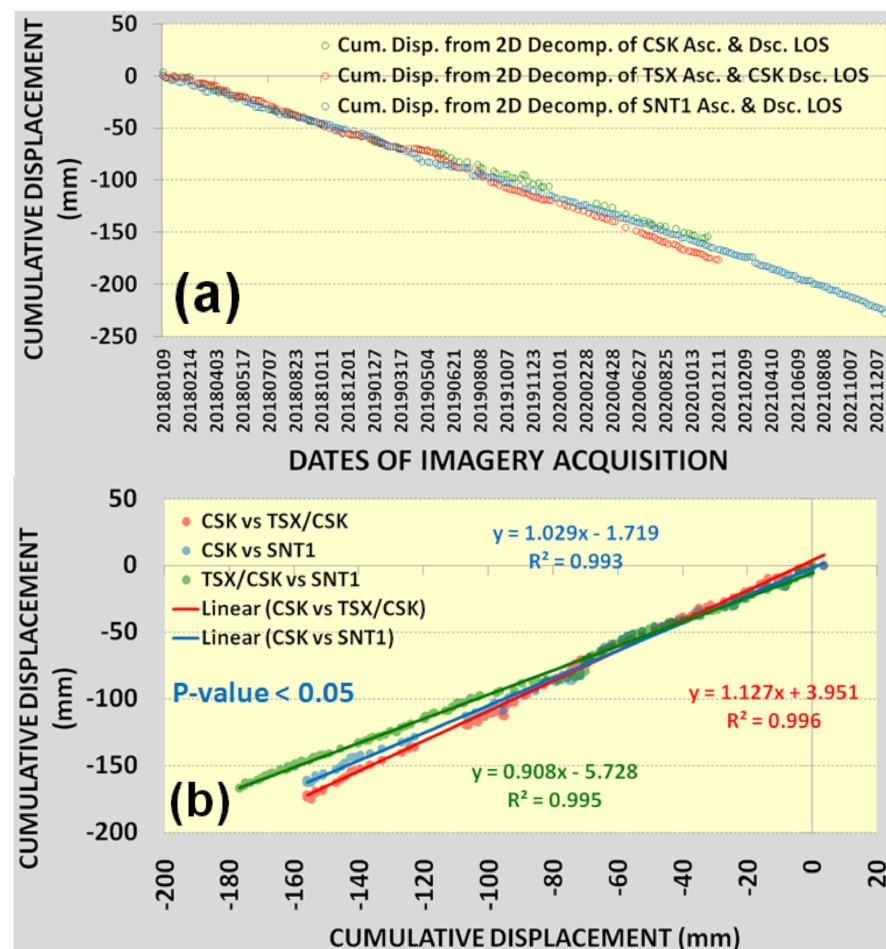 50
0
-50
-100
-150
-200
-250
CUMULATIVE DISPLACEMENT
(mm)
Cum. Disp. from 2D Decomp. of CSK Asc. & Dsc. LOS
Cum. Disp. from 2D Decomp. of TSX Asc. & CSK Dsc. LOS
Cum. Disp. from 2D Decomp. of SNT1 Asc. & Dsc. LOS
(a)
20180109
20180214
20180403
20180517
20180707
20180823
20181011
20181201
20190127
20190317
20190504
20190621
20190808
20191007
20191123
20200101
20200228
20200428
20200627
20200825
20201013
20201211
20210209
20210410
20210609
20210808
20211007
20211207
DATES OF IMAGERY ACQUISITION
50
0
-50
-100
-150
-200
CUMULATIVE DISPLACEMENT
(mm)
CSK vs TSX/CSK
CSK vs SNT1
TSX/CSK vs SNT1
Linear (CSK vs TSX/CSK)
Linear (CSK vs SNT1)
y = 1.029x - 1.719
R² = 0.993
P-value < 0.05
y = 1.127x + 3.951
R² = 0.996
y = 0.908x - 5.728
R² = 0.995
(b)
-200
-180
-160
-140
-120
-100
-80
-60
-40
-20
0
20
CUMULATIVE DISPLACEMENT (mm)